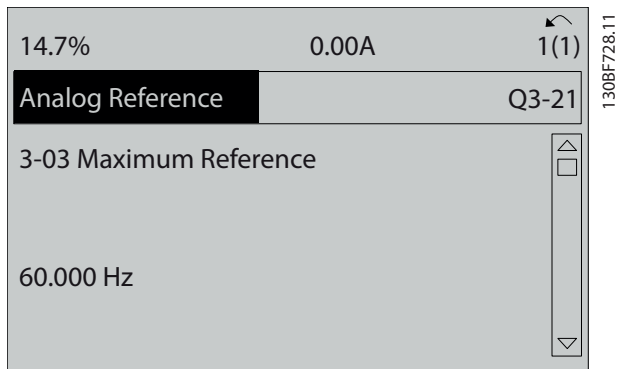 14.7% 0.00A 1(1)
Analog Reference Q3-21
3-03 Maximum Reference
60.000 Hz
130BF728.11